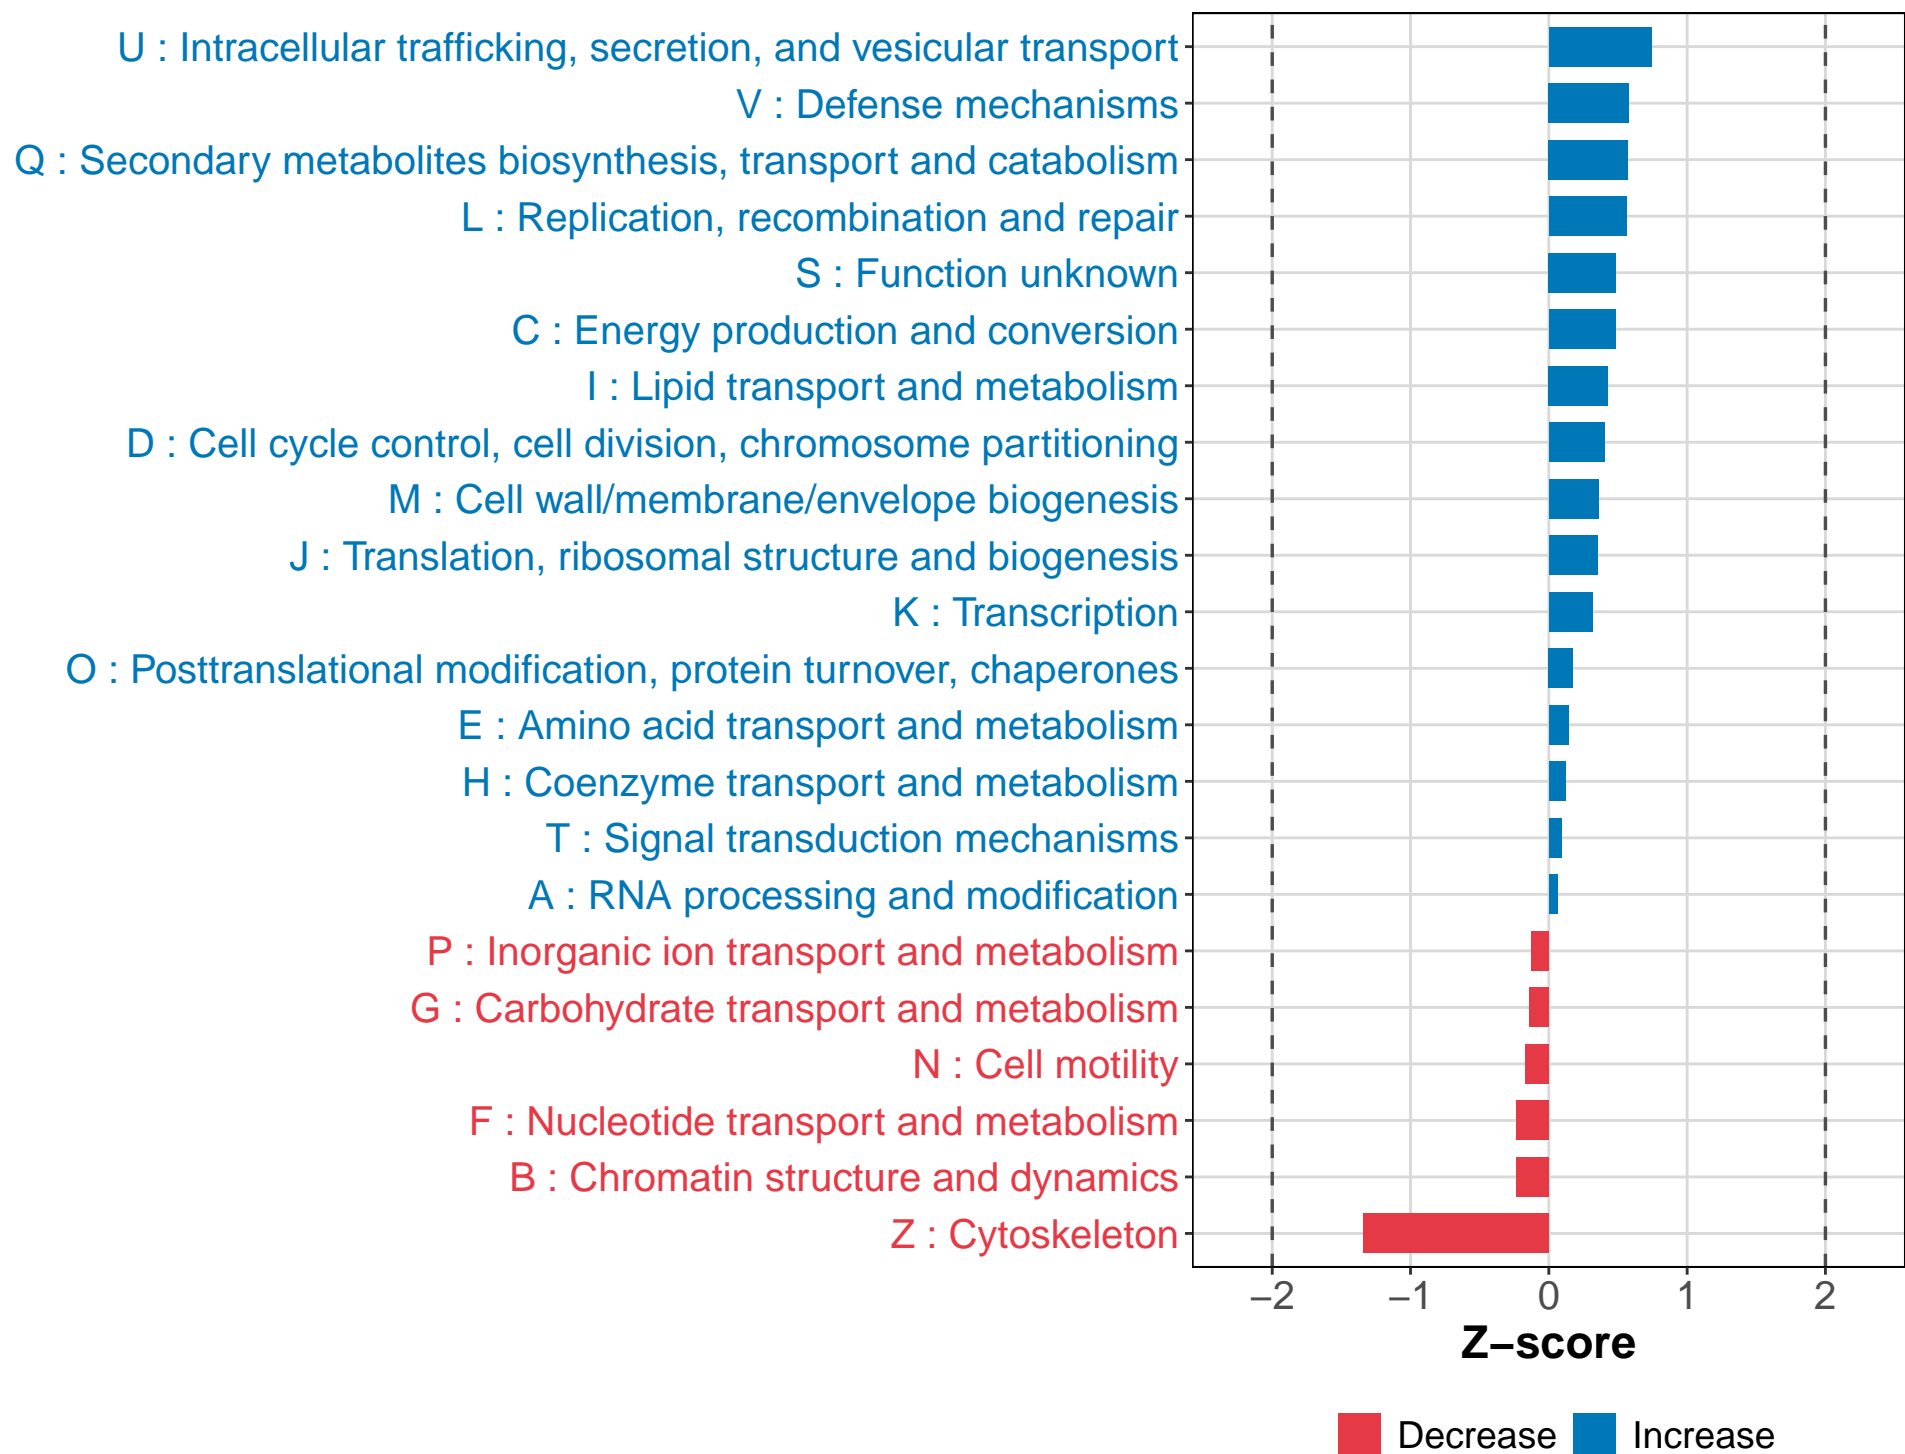 U : Intracellular trafficking, secretion, and vesicular transport
V : Defense mechanisms
Q : Secondary metabolites biosynthesis, transport and catabolism
L : Replication, recombination and repair
S : Function unknown
C : Energy production and conversion
I : Lipid transport and metabolism
D : Cell cycle control, cell division, chromosome partitioning
M : Cell wall/membrane/envelope biogenesis
J : Translation, ribosomal structure and biogenesis
K : Transcription
O : Posttranslational modification, protein turnover, chaperones
E : Amino acid transport and metabolism
H : Coenzyme transport and metabolism
T : Signal transduction mechanisms
A : RNA processing and modification
P : Inorganic ion transport and metabolism
G : Carbohydrate transport and metabolism
N : Cell motility
F : Nucleotide transport and metabolism
B : Chromatin structure and dynamics
Z : Cytoskeleton
−2 −1 0 1 2
Z−score
Decrease Increase